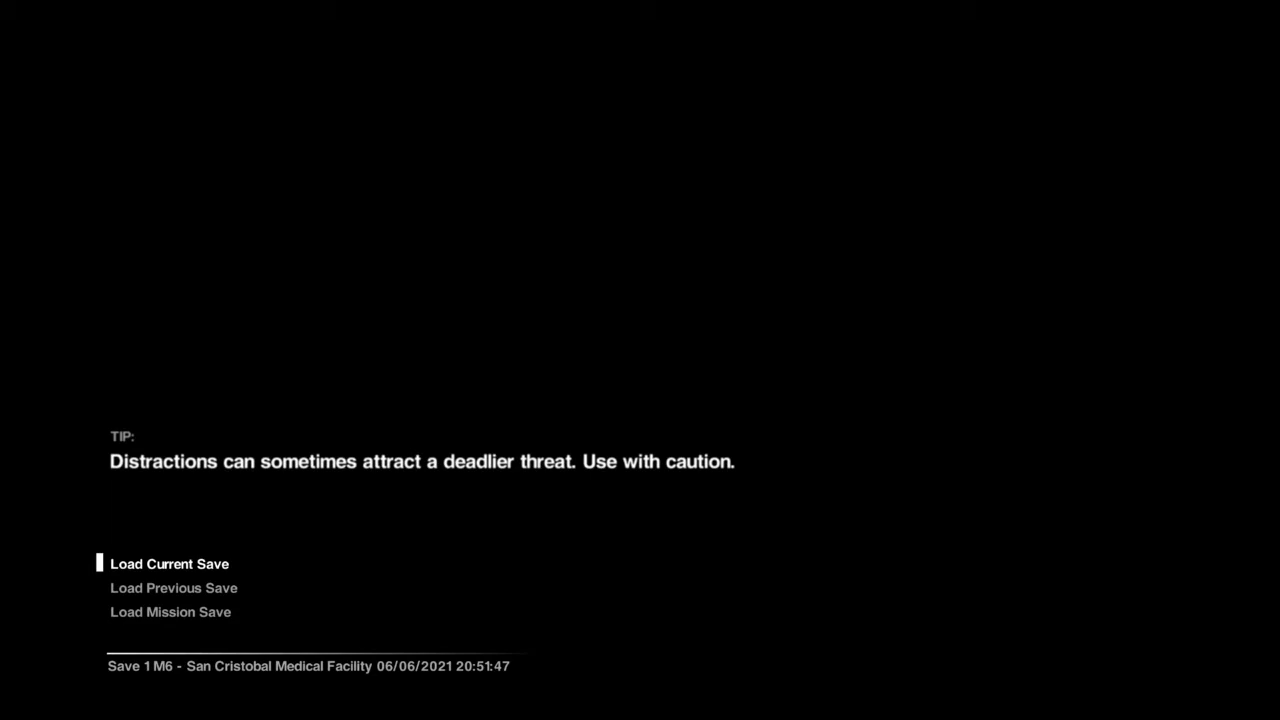 TIP:
Distractions can sometimes attract a deadlier threat. Use with caution.
Load Current Save
Load Previous Save
Load Mission Save
Save 1 M6 - San Cristobal Medical Facility 06/06/2021 20:51:47